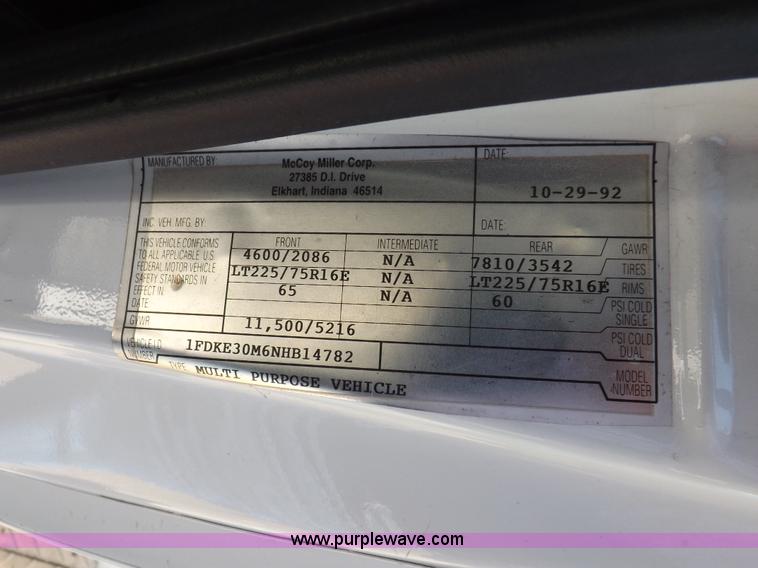 MANUFACTURED BY: McCoy Miller Corp. DATE:
27385 D.I. Drive
Elkhart, Indiana 46514 10-29-92
INC. VEH. MFG. BY: DATE:
THIS VEHICLE CONFORMS FRONT INTERMEDIATE REAR GAWR
TO ALL APPLICABLE U.S. 4600/2086 N/A 7810/3542 TIRES
FEDERAL MOTOR VEHICLE LT225/75R16E N/A LT225/75R16E RIMS
SAFETY STANDARDS IN 65 N/A 60 PSI COLD
EFFECT IN SINGLE
DATE: PSI COLD
GVWR 11,500/5216 DUAL
VEHICLE I.D. 1FDKE30M6NHB14782 MODEL
NUMBER NUMBER
TYPE MULTI PURPOSE VEHICLE
www.purplewave.com